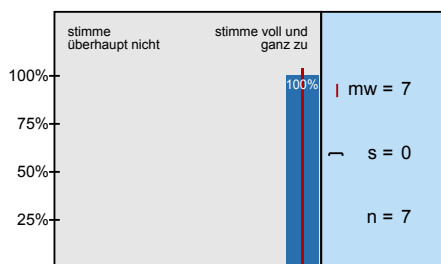 stimme
überhaupt nicht
stimme voll und
ganz zu
100%
75%
50%
25%
100%
mw = 7
s = 0
n = 7